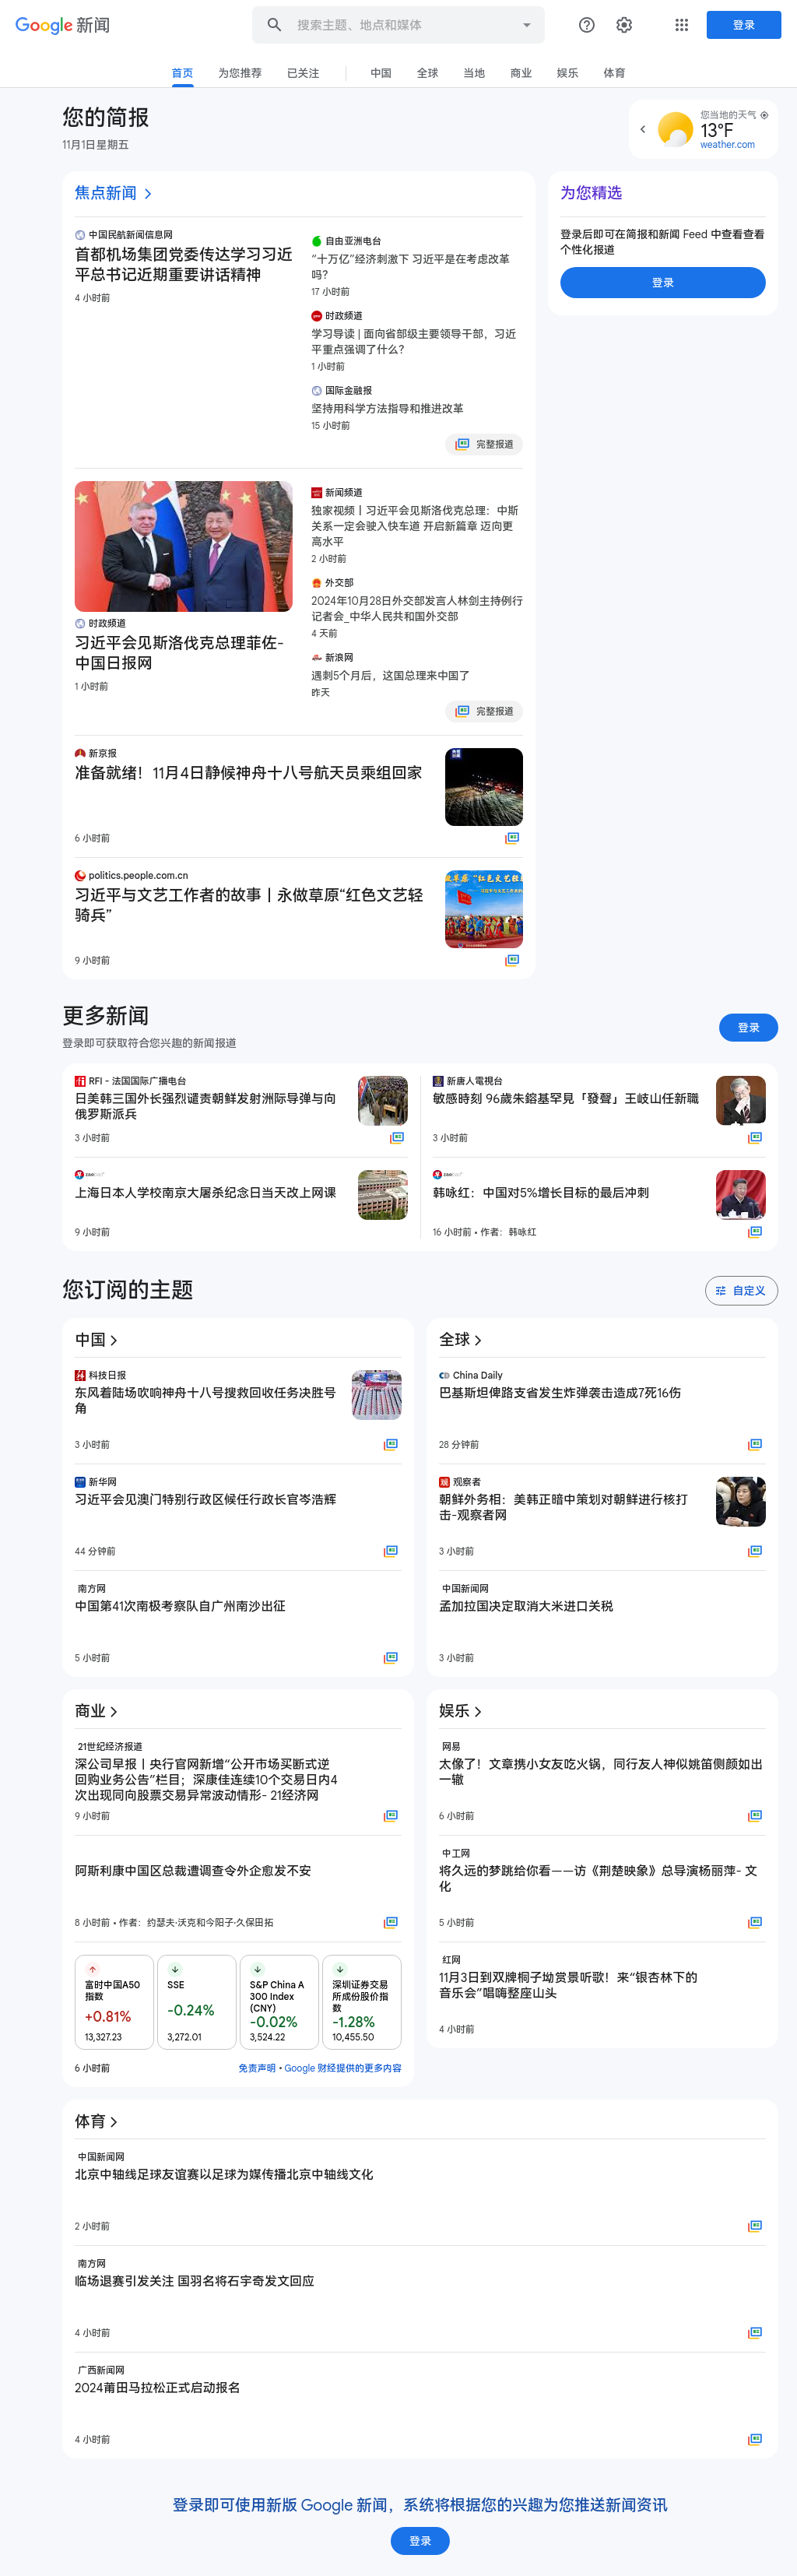 Google 新闻
搜索主题、地点和媒体
登录
首页
为您推荐
已关注
中国
全球
当地
商业
娱乐
体育
您的简报
11月1日星期五
您当地的天气
13°F
weather.com
焦点新闻
中国民航新闻信息网
首都机场集团党委传达学习习近
平总书记近期重要讲话精神
4 小时前
自由亚洲电台
“十万亿”经济刺激下 习近平是在考虑改革
吗?
17 小时前
时政频道
学习导读 | 面向省部级主要领导干部，习近
平重点强调了什么?
1 小时前
国际金融报
坚持用科学方法指导和推进改革
15 小时前
完整报道
为您精选
登录后即可在简报和新闻 Feed 中查看查看
个性化报道
登录
时政频道
习近平会见斯洛伐克总理菲佐-
中国日报网
1 小时前
新闻频道
独家视频丨习近平会见斯洛伐克总理：中斯
关系一定会驶入快车道 开启新篇章 迈向更
高水平
2 小时前
外交部
2024年10月28日外交部发言人林剑主持例行
记者会_中华人民共和国外交部
4 天前
新浪网
遇刺5个月后，这国总理来中国了
昨天
完整报道
新京报
准备就绪！11月4日静候神舟十八号航天员乘组回家
6 小时前
politics.people.com.cn
习近平与文艺工作者的故事丨永做草原“红色文艺轻
骑兵”
9 小时前
更多新闻
登录即可获取符合您兴趣的新闻报道
登录
RFI - 法国国际广播电台
日美韩三国外长强烈谴责朝鲜发射洲际导弹与向
俄罗斯派兵
3 小时前
新唐人電視台
敏感時刻 96歲朱鎔基罕見「發聲」王岐山任新職
3 小时前
上海日本人学校南京大屠杀纪念日当天改上网课
9 小时前
韩咏红：中国对5%增长目标的最后冲刺
16 小时前 • 作者：韩咏红
您订阅的主题
自定义
中国
科技日报
东风着陆场吹响神舟十八号搜救回收任务决胜号
角
3 小时前
新华网
习近平会见澳门特别行政区候任行政长官岑浩辉
44 分钟前
南方网
中国第41次南极考察队自广州南沙出征
5 小时前
全球
China Daily
巴基斯坦俾路支省发生炸弹袭击造成7死16伤
28 分钟前
观察者
朝鲜外务相：美韩正暗中策划对朝鲜进行核打
击-观察者网
3 小时前
中国新闻网
孟加拉国决定取消大米进口关税
3 小时前
商业
21世纪经济报道
深公司早报丨央行官网新增“公开市场买断式逆
回购业务公告”栏目；深康佳连续10个交易日内4
次出现同向股票交易异常波动情形- 21经济网
9 小时前
阿斯利康中国区总裁遭调查令外企愈发不安
8 小时前 • 作者：约瑟夫·沃克和今阳子·久保田拓
富时中国A50
指数
+0.81%
13,327.23
SSE
-0.24%
3,272.01
S&P China A
300 Index
(CNY)
-0.02%
3,524.22
深圳证券交易
所成份股价指
数
-1.28%
10,455.50
6 小时前
免责声明 • Google 财经提供的更多内容
娱乐
网易
太像了！文章携小女友吃火锅，同行友人神似姚笛侧颜如出
一辙
6 小时前
中工网
将久远的梦跳给你看——访《荆楚映象》总导演杨丽萍- 文
化
5 小时前
红网
11月3日到双牌桐子坳赏景听歌！来“银杏林下的
音乐会”唱嗨整座山头
4 小时前
体育
中国新闻网
北京中轴线足球友谊赛以足球为媒传播北京中轴线文化
2 小时前
南方网
临场退赛引发关注 国羽名将石宇奇发文回应
4 小时前
广西新闻网
2024莆田马拉松正式启动报名
4 小时前
登录即可使用新版 Google 新闻，系统将根据您的兴趣为您推送新闻资讯
登录